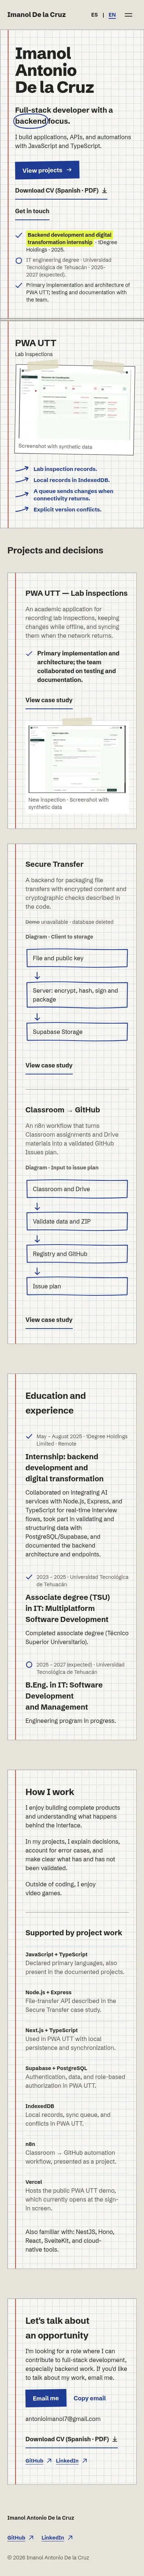 Imanol De la Cruz
ES | EN
Imanol
Antonio
De la Cruz
Full-stack developer with a
backend focus.
I build applications, APIs, and automations
with JavaScript and TypeScript.
View projects →
Download CV (Spanish · PDF)
Get in touch
Backend development and digital
transformation internship · 1Degree
Holdings · 2025.
IT engineering degree · Universidad
Tecnológica de Tehuacán · 2025–
2027 (expected).
Primary implementation and architecture of
PWA UTT; testing and documentation with
the team.
PWA UTT
Lab inspections
Screenshot with synthetic data
Lab inspection records.
Local records in IndexedDB.
A queue sends changes when
connectivity returns.
Explicit version conflicts.
Projects and decisions
PWA UTT — Lab inspections
An academic application for
recording lab inspections, keeping
changes while offline, and syncing
them when the network returns.
Primary implementation and
architecture; the team
collaborated on testing and
documentation.
View case study
New inspection · Screenshot with
synthetic data
Secure Transfer
A backend for packaging file
transfers with encrypted content and
cryptographic checks described in
the code.
Demo unavailable · database deleted
Diagram · Client to storage
File and public key
Server: encrypt, hash, sign and
package
Supabase Storage
View case study
Classroom → GitHub
An n8n workflow that turns
Classroom assignments and Drive
materials into a validated GitHub
Issues plan.
Diagram · Input to issue plan
Classroom and Drive
Validate data and ZIP
Registry and GitHub
Issue plan
View case study
Education and
experience
May – August 2025 · 1Degree Holdings
Limited · Remote
Internship: backend
development and
digital transformation
Collaborated on integrating AI
services with Node.js, Express, and
TypeScript for real-time interview
flows, took part in validating and
structuring data with
PostgreSQL/Supabase, and
documented the backend
architecture and endpoints.
2023 – 2025 · Universidad Tecnológica
de Tehuacán
Associate degree (TSU)
in IT: Multiplatform
Software Development
Completed associate degree (Técnico
Superior Universitario).
2025 – 2027 (expected) · Universidad
Tecnológica de Tehuacán
B.Eng. in IT: Software
Development
and Management
Engineering program in progress.
How I work
I enjoy building complete products
and understanding what happens
behind the interface.
In my projects, I explain decisions,
account for error cases, and
make clear what has and has not
been validated.
Outside of coding, I enjoy
video games.
Supported by project work
JavaScript + TypeScript
Declared primary languages, also
present in the documented projects.
Node.js + Express
File-transfer API described in the
Secure Transfer case study.
Next.js + TypeScript
Used in PWA UTT with local
persistence and synchronization.
Supabase + PostgreSQL
Authentication, data, and role-based
authorization in PWA UTT.
IndexedDB
Local records, sync queue, and
conflicts in PWA UTT.
n8n
Classroom → GitHub automation
workflow, presented as a project.
Vercel
Hosts the public PWA UTT demo,
which currently opens at the sign-
in screen.
Also familiar with: NestJS, Hono,
React, SvelteKit, and cloud-
native tools.
Let's talk about
an opportunity
I'm looking for a role where I can
contribute to full-stack development,
especially backend work. If you'd like
to talk about my work, email me.
Email me
Copy email
antonioimanol7@gmail.com
Download CV (Spanish · PDF)
GitHub ↗ LinkedIn ↗
Imanol Antonio De la Cruz
GitHub ↗ LinkedIn ↗
© 2026 Imanol Antonio De la Cruz